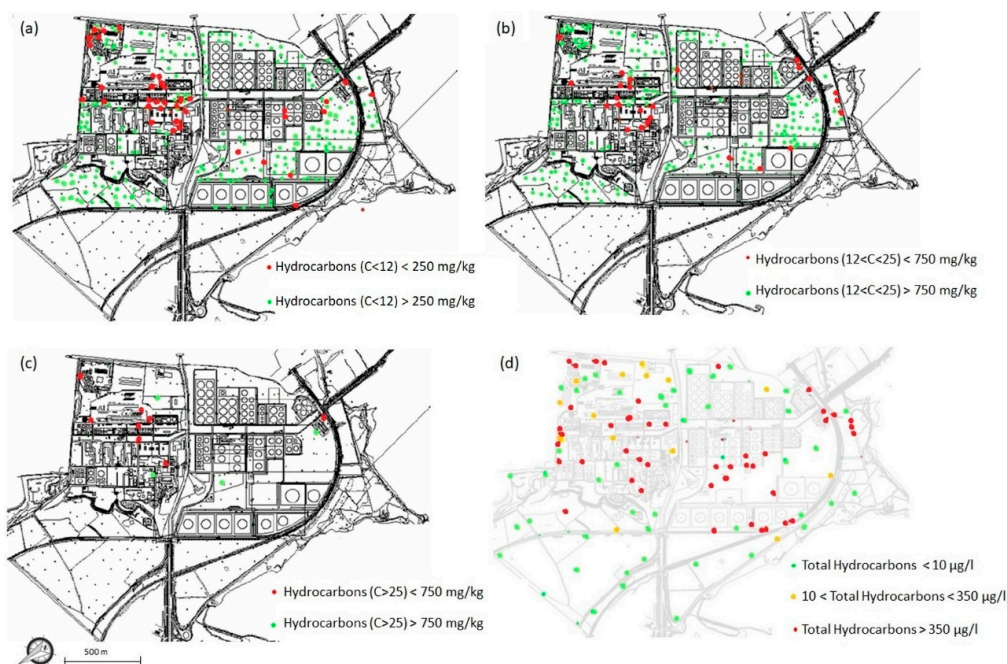 (a)
Hydrocarbons (C<12) < 250 mg/kg
Hydrocarbons (C<12) > 250 mg/kg
(b)
Hydrocarbons (12<C<25) < 750 mg/kg
Hydrocarbons (12<C<25) > 750 mg/kg
(c)
Hydrocarbons (C>25) < 750 mg/kg
Hydrocarbons (C>25) > 750 mg/kg
500 m
(d)
Total Hydrocarbons < 10 µg/l
10 < Total Hydrocarbons < 350 µg/l
Total Hydrocarbons > 350 µg/l